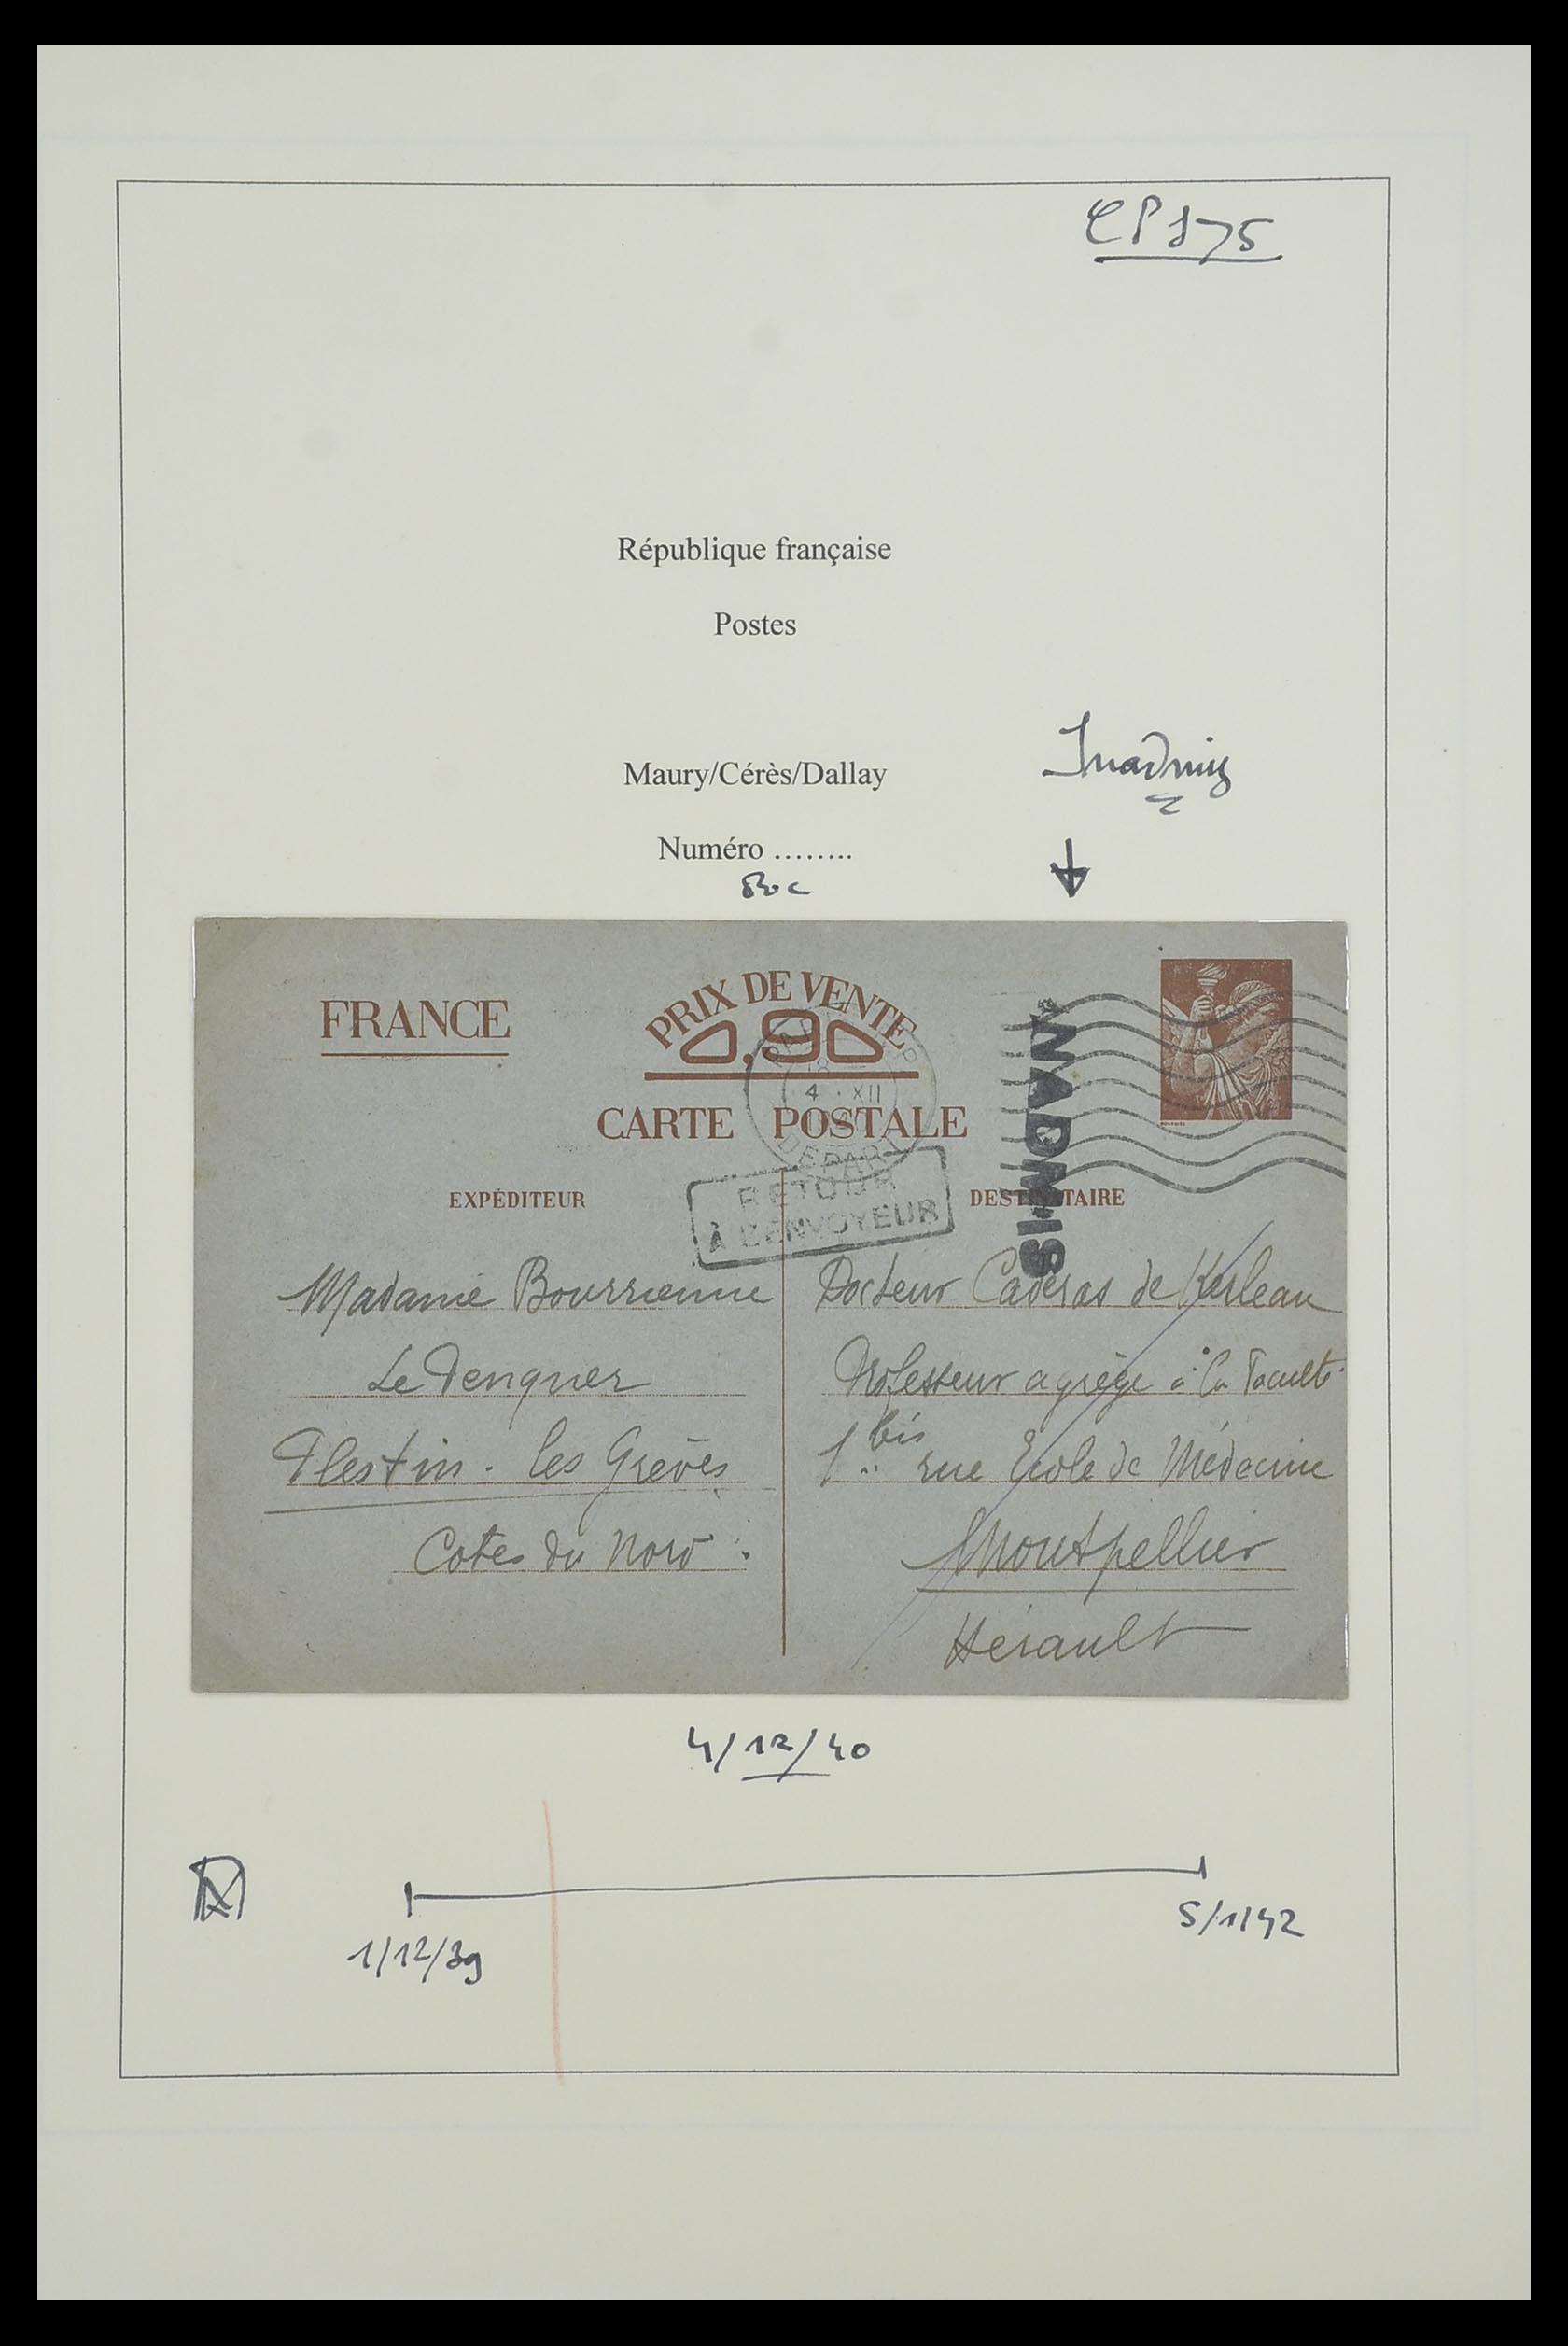 CP 175
République française
Postes
Inadmis
Maury/Cérès/Dallay
Numéro ........
FRANCE
PRIX DE VENTE
0,90
CARTE POSTALE
4 · XII
DEPART
INADMIS
RETOUR
À L'ENVOYEUR
EXPÉDITEUR
DESTINATAIRE
Madame Bourrienne
Plestin-les Grèves
Cotes du Nord
Docteur Caderas de Kerleau
Professeur agrégé à la Faculté
1 bis rue Ecole de Médecine
Montpellier
Hérault
4/12/40
1/12/39
5/1/42